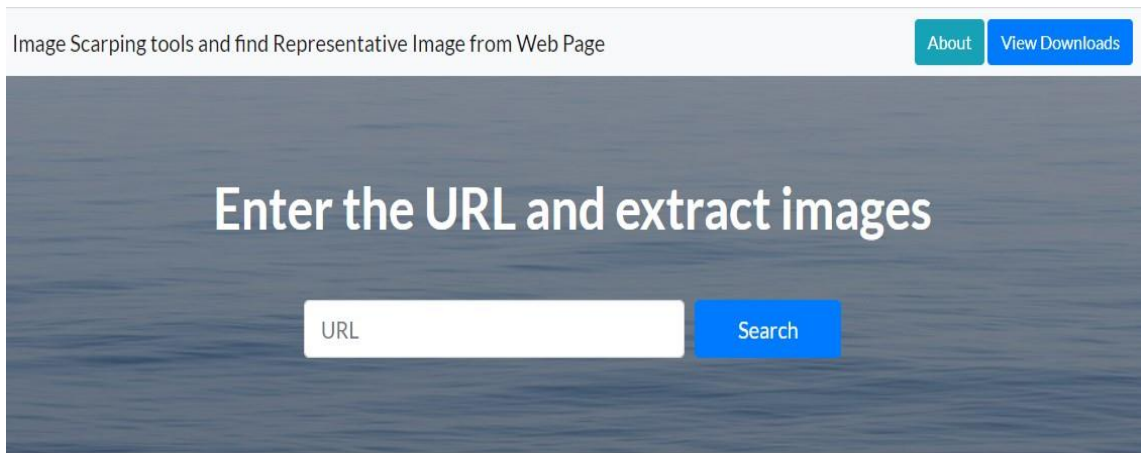 Image Scarping tools and find Representative Image from Web Page
About
View Downloads
Enter the URL and extract images
URL
Search